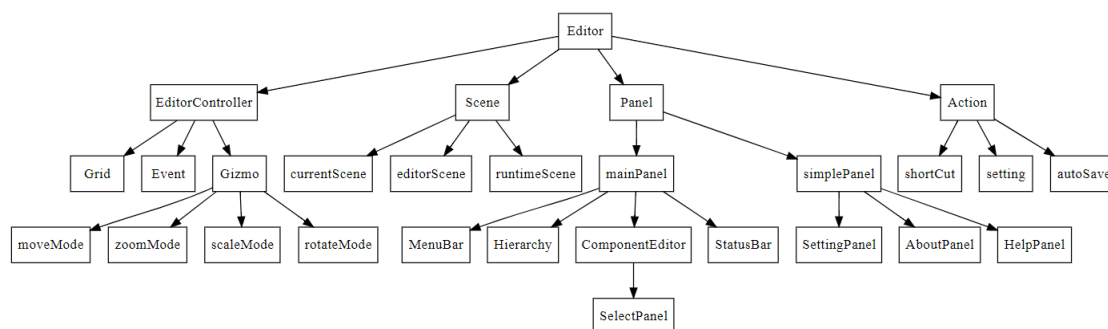 Editor
EditorController
Scene
Panel
Action
Grid
Event
Gizmo
currentScene
editorScene
runtimeScene
mainPanel
simplePanel
shortCut
setting
autoSave
moveMode
zoomMode
scaleMode
rotateMode
MenuBar
Hierarchy
ComponentEditor
StatusBar
SettingPanel
AboutPanel
HelpPanel
SelectPanel